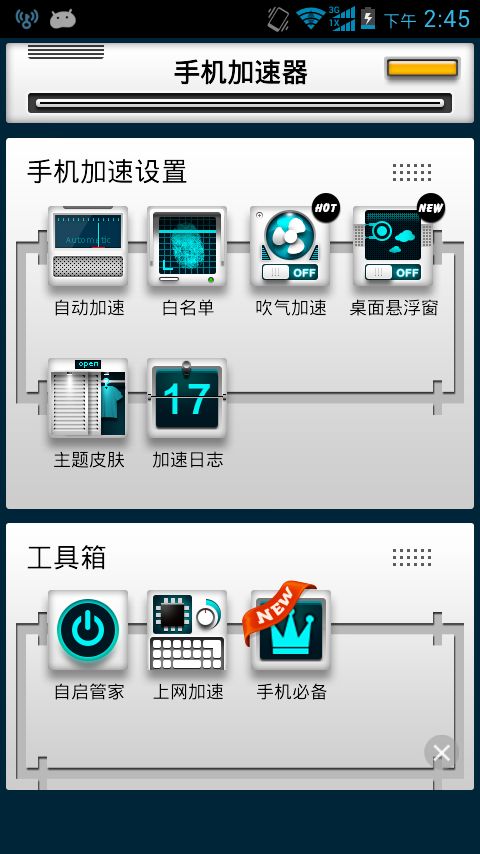 3G
1X
下午 2:45
手机加速器
手机加速设置
HOT
NEW
Automatic
OFF
OFF
自动加速
白名单
吹气加速
桌面悬浮窗
open
17
主题皮肤
加速日志
工具箱
NEW
自启管家
上网加速
手机必备